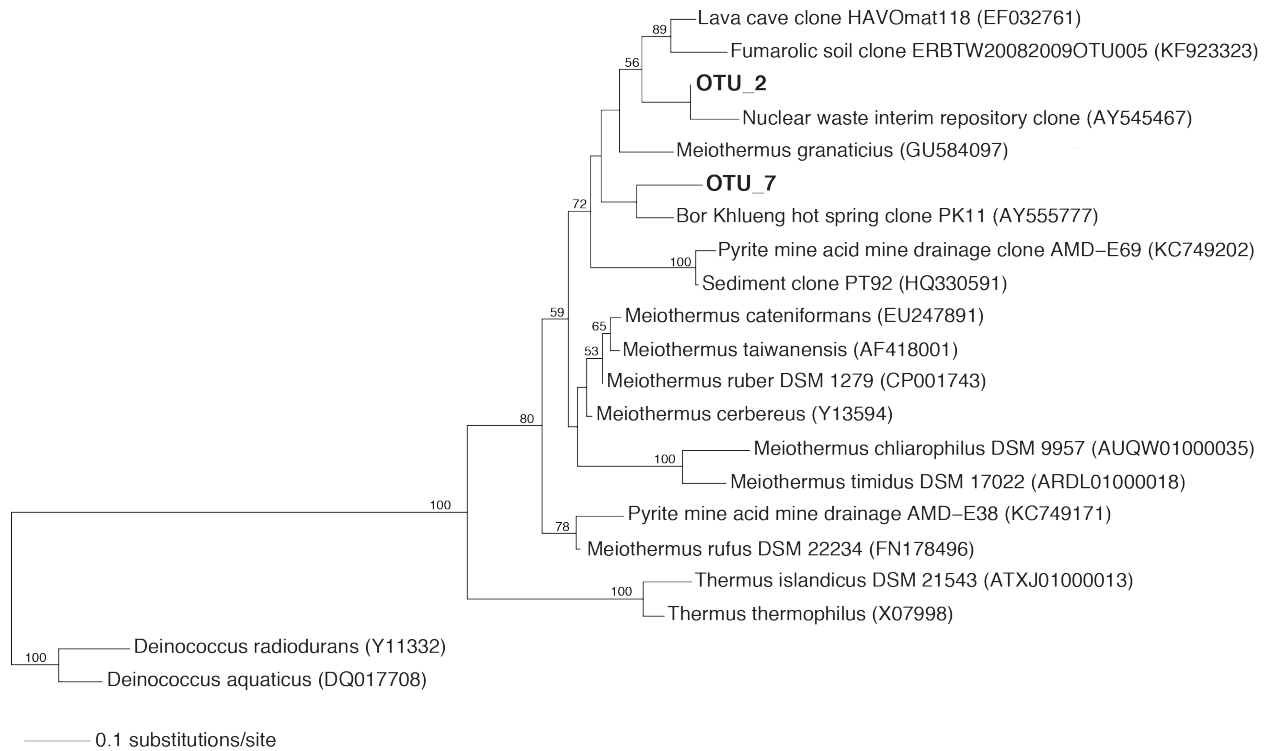 Lava cave clone HAVOmat118 (EF032761)
89
Fumarolic soil clone ERBTW20082009OTU005 (KF923323)
56
OTU_2
Nuclear waste interim repository clone (AY545467)
Meiothermus granaticius (GU584097)
OTU_7
72
Bor Khlueng hot spring clone PK11 (AY555777)
Pyrite mine acid mine drainage clone AMD–E69 (KC749202)
100
Sediment clone PT92 (HQ330591)
59
Meiothermus cateniformans (EU247891)
65
Meiothermus taiwanensis (AF418001)
53
Meiothermus ruber DSM 1279 (CP001743)
Meiothermus cerbereus (Y13594)
80
Meiothermus chliarophilus DSM 9957 (AUQW01000035)
100
Meiothermus timidus DSM 17022 (ARDL01000018)
100
Pyrite mine acid mine drainage AMD–E38 (KC749171)
78
Meiothermus rufus DSM 22234 (FN178496)
Thermus islandicus DSM 21543 (ATXJ01000013)
100
Thermus thermophilus (X07998)
Deinococcus radiodurans (Y11332)
100
Deinococcus aquaticus (DQ017708)
0.1 substitutions/site